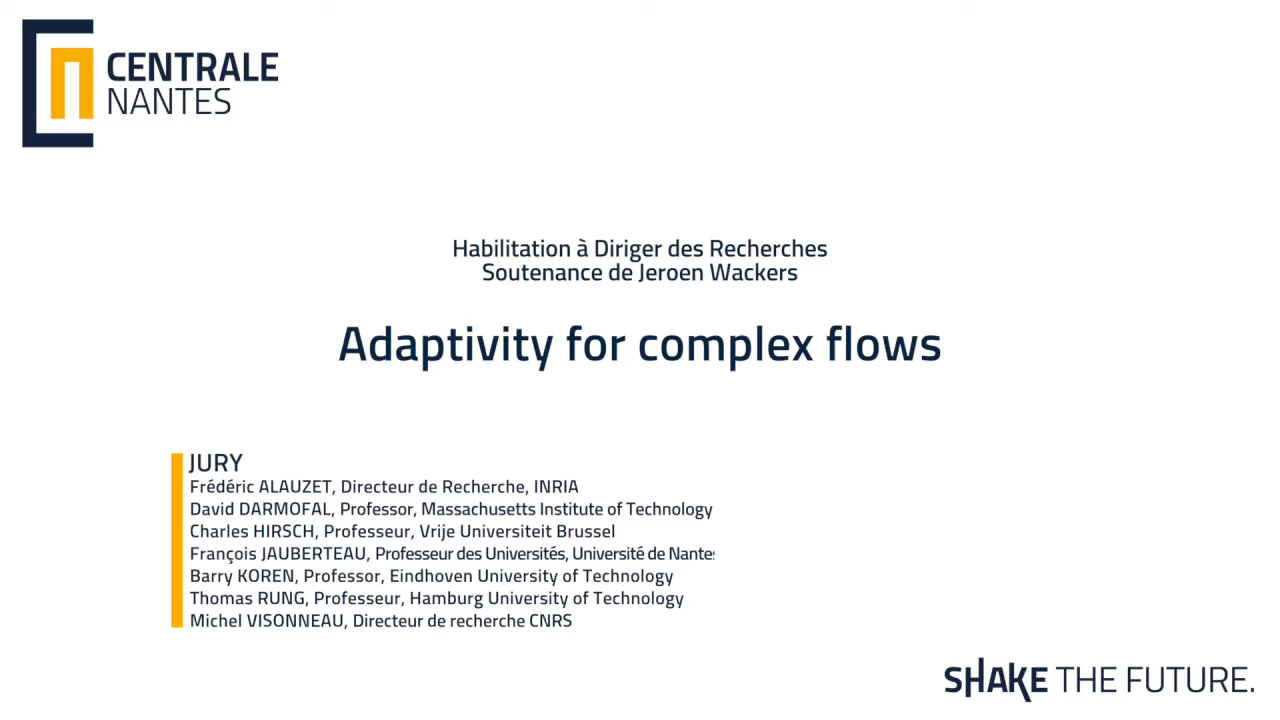 CENTRALE
NANTES
Habilitation à Diriger des Recherches
Soutenance de Jeroen Wackers
Adaptivity for complex flows
JURY
Frédéric ALAUZET, Directeur de Recherche, INRIA
David DARMOFAL, Professor, Massachusetts Institute of Technology
Charles HIRSCH, Professeur, Vrije Universiteit Brussel
François JAUBERTEAU, Professeur des Universités, Université de Nantes
Barry KOREN, Professor, Eindhoven University of Technology
Thomas RUNG, Professeur, Hamburg University of Technology
Michel VISONNEAU, Directeur de recherche CNRS
SHAKE THE FUTURE.